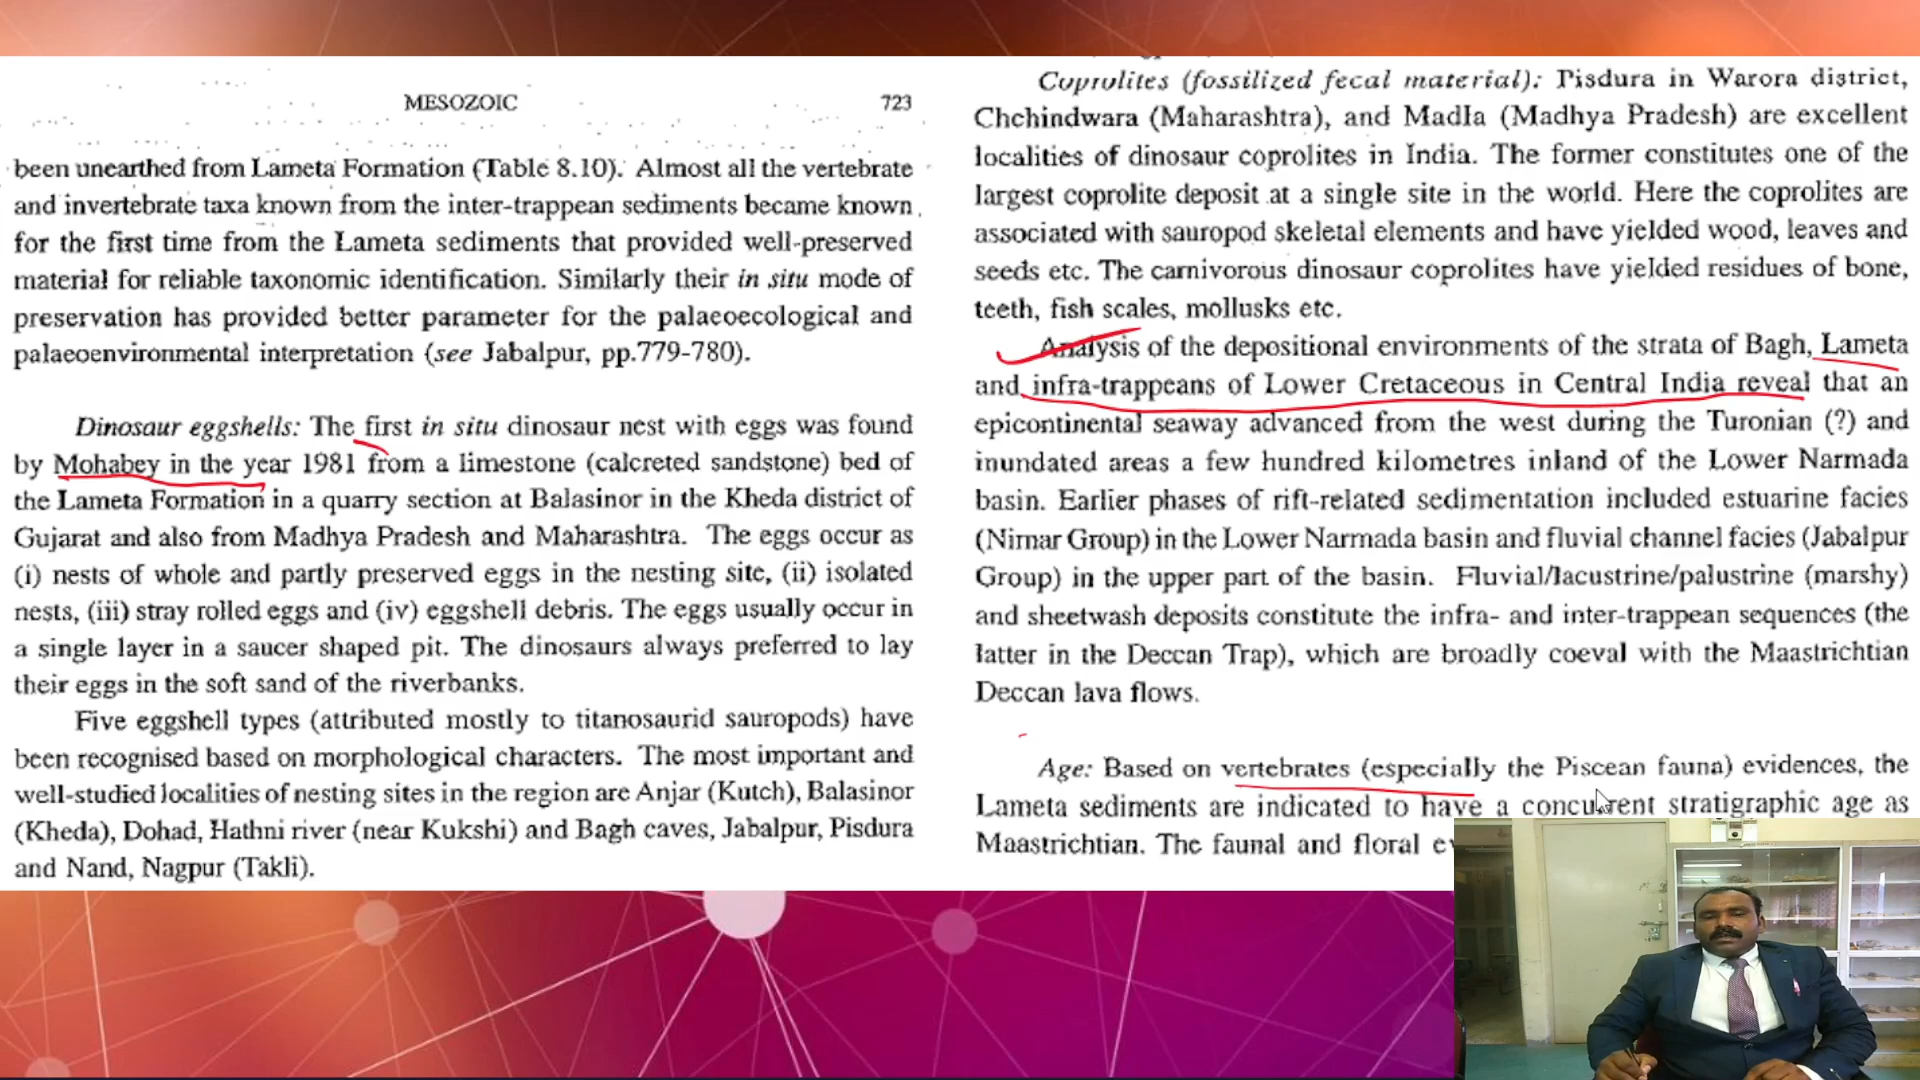 MESOZOIC 723
been unearthed from Lameta Formation (Table 8.10). Almost all the vertebrate
and invertebrate taxa known from the inter-trappean sediments became known
for the first time from the Lameta sediments that provided well-preserved
material for reliable taxonomic identification. Similarly their in situ mode of
preservation has provided better parameter for the palaeoecological and
palaeoenvironmental interpretation (see Jabalpur, pp.779-780).
Dinosaur eggshells: The first in situ dinosaur nest with eggs was found
by Mohabey in the year 1981 from a limestone (calcreted sandstone) bed of
the Lameta Formation in a quarry section at Balasinor in the Kheda district of
Gujarat and also from Madhya Pradesh and Maharashtra. The eggs occur as
(i) nests of whole and partly preserved eggs in the nesting site, (ii) isolated
nests, (iii) stray rolled eggs and (iv) eggshell debris. The eggs usually occur in
a single layer in a saucer shaped pit. The dinosaurs always preferred to lay
their eggs in the soft sand of the riverbanks.
Five eggshell types (attributed mostly to titanosaurid sauropods) have
been recognised based on morphological characters. The most important and
well-studied localities of nesting sites in the region are Anjar (Kutch), Balasinor
(Kheda), Dohad, Hathni river (near Kukshi) and Bagh caves, Jabalpur, Pisdura
and Nand, Nagpur (Takli).
Coprolites (fossilized fecal material): Pisdura in Warora district,
Chchindwara (Maharashtra), and Madla (Madhya Pradesh) are excellent
localities of dinosaur coprolites in India. The former constitutes one of the
largest coprolite deposit at a single site in the world. Here the coprolites are
associated with sauropod skeletal elements and have yielded wood, leaves and
seeds etc. The carnivorous dinosaur coprolites have yielded residues of bone,
teeth, fish scales, mollusks etc.
Analysis of the depositional environments of the strata of Bagh, Lameta
and infra-trappeans of Lower Cretaceous in Central India reveal that an
epicontinental seaway advanced from the west during the Turonian (?) and
inundated areas a few hundred kilometres inland of the Lower Narmada
basin. Earlier phases of rift-related sedimentation included estuarine facies
(Nimar Group) in the Lower Narmada basin and fluvial channel facies (Jabalpur
Group) in the upper part of the basin. Fluvial/lacustrine/palustrine (marshy)
and sheetwash deposits constitute the infra- and inter-trappean sequences (the
latter in the Deccan Trap), which are broadly coeval with the Maastrichtian
Deccan lava flows.
Age: Based on vertebrates (especially the Piscean fauna) evidences, the
Lameta sediments are indicated to have a concurrent stratigraphic age as
Maastrichtian. The faunal and floral